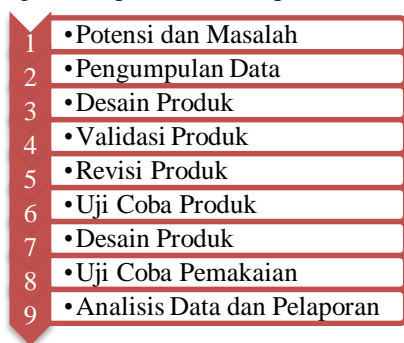 1 •Potensi dan Masalah
2 •Pengumpulan Data
3 •Desain Produk
4 •Validasi Produk
5 •Revisi Produk
6 •Uji Coba Produk
7 •Desain Produk
8 •Uji Coba Pemakaian
9 •Analisis Data dan Pelaporan